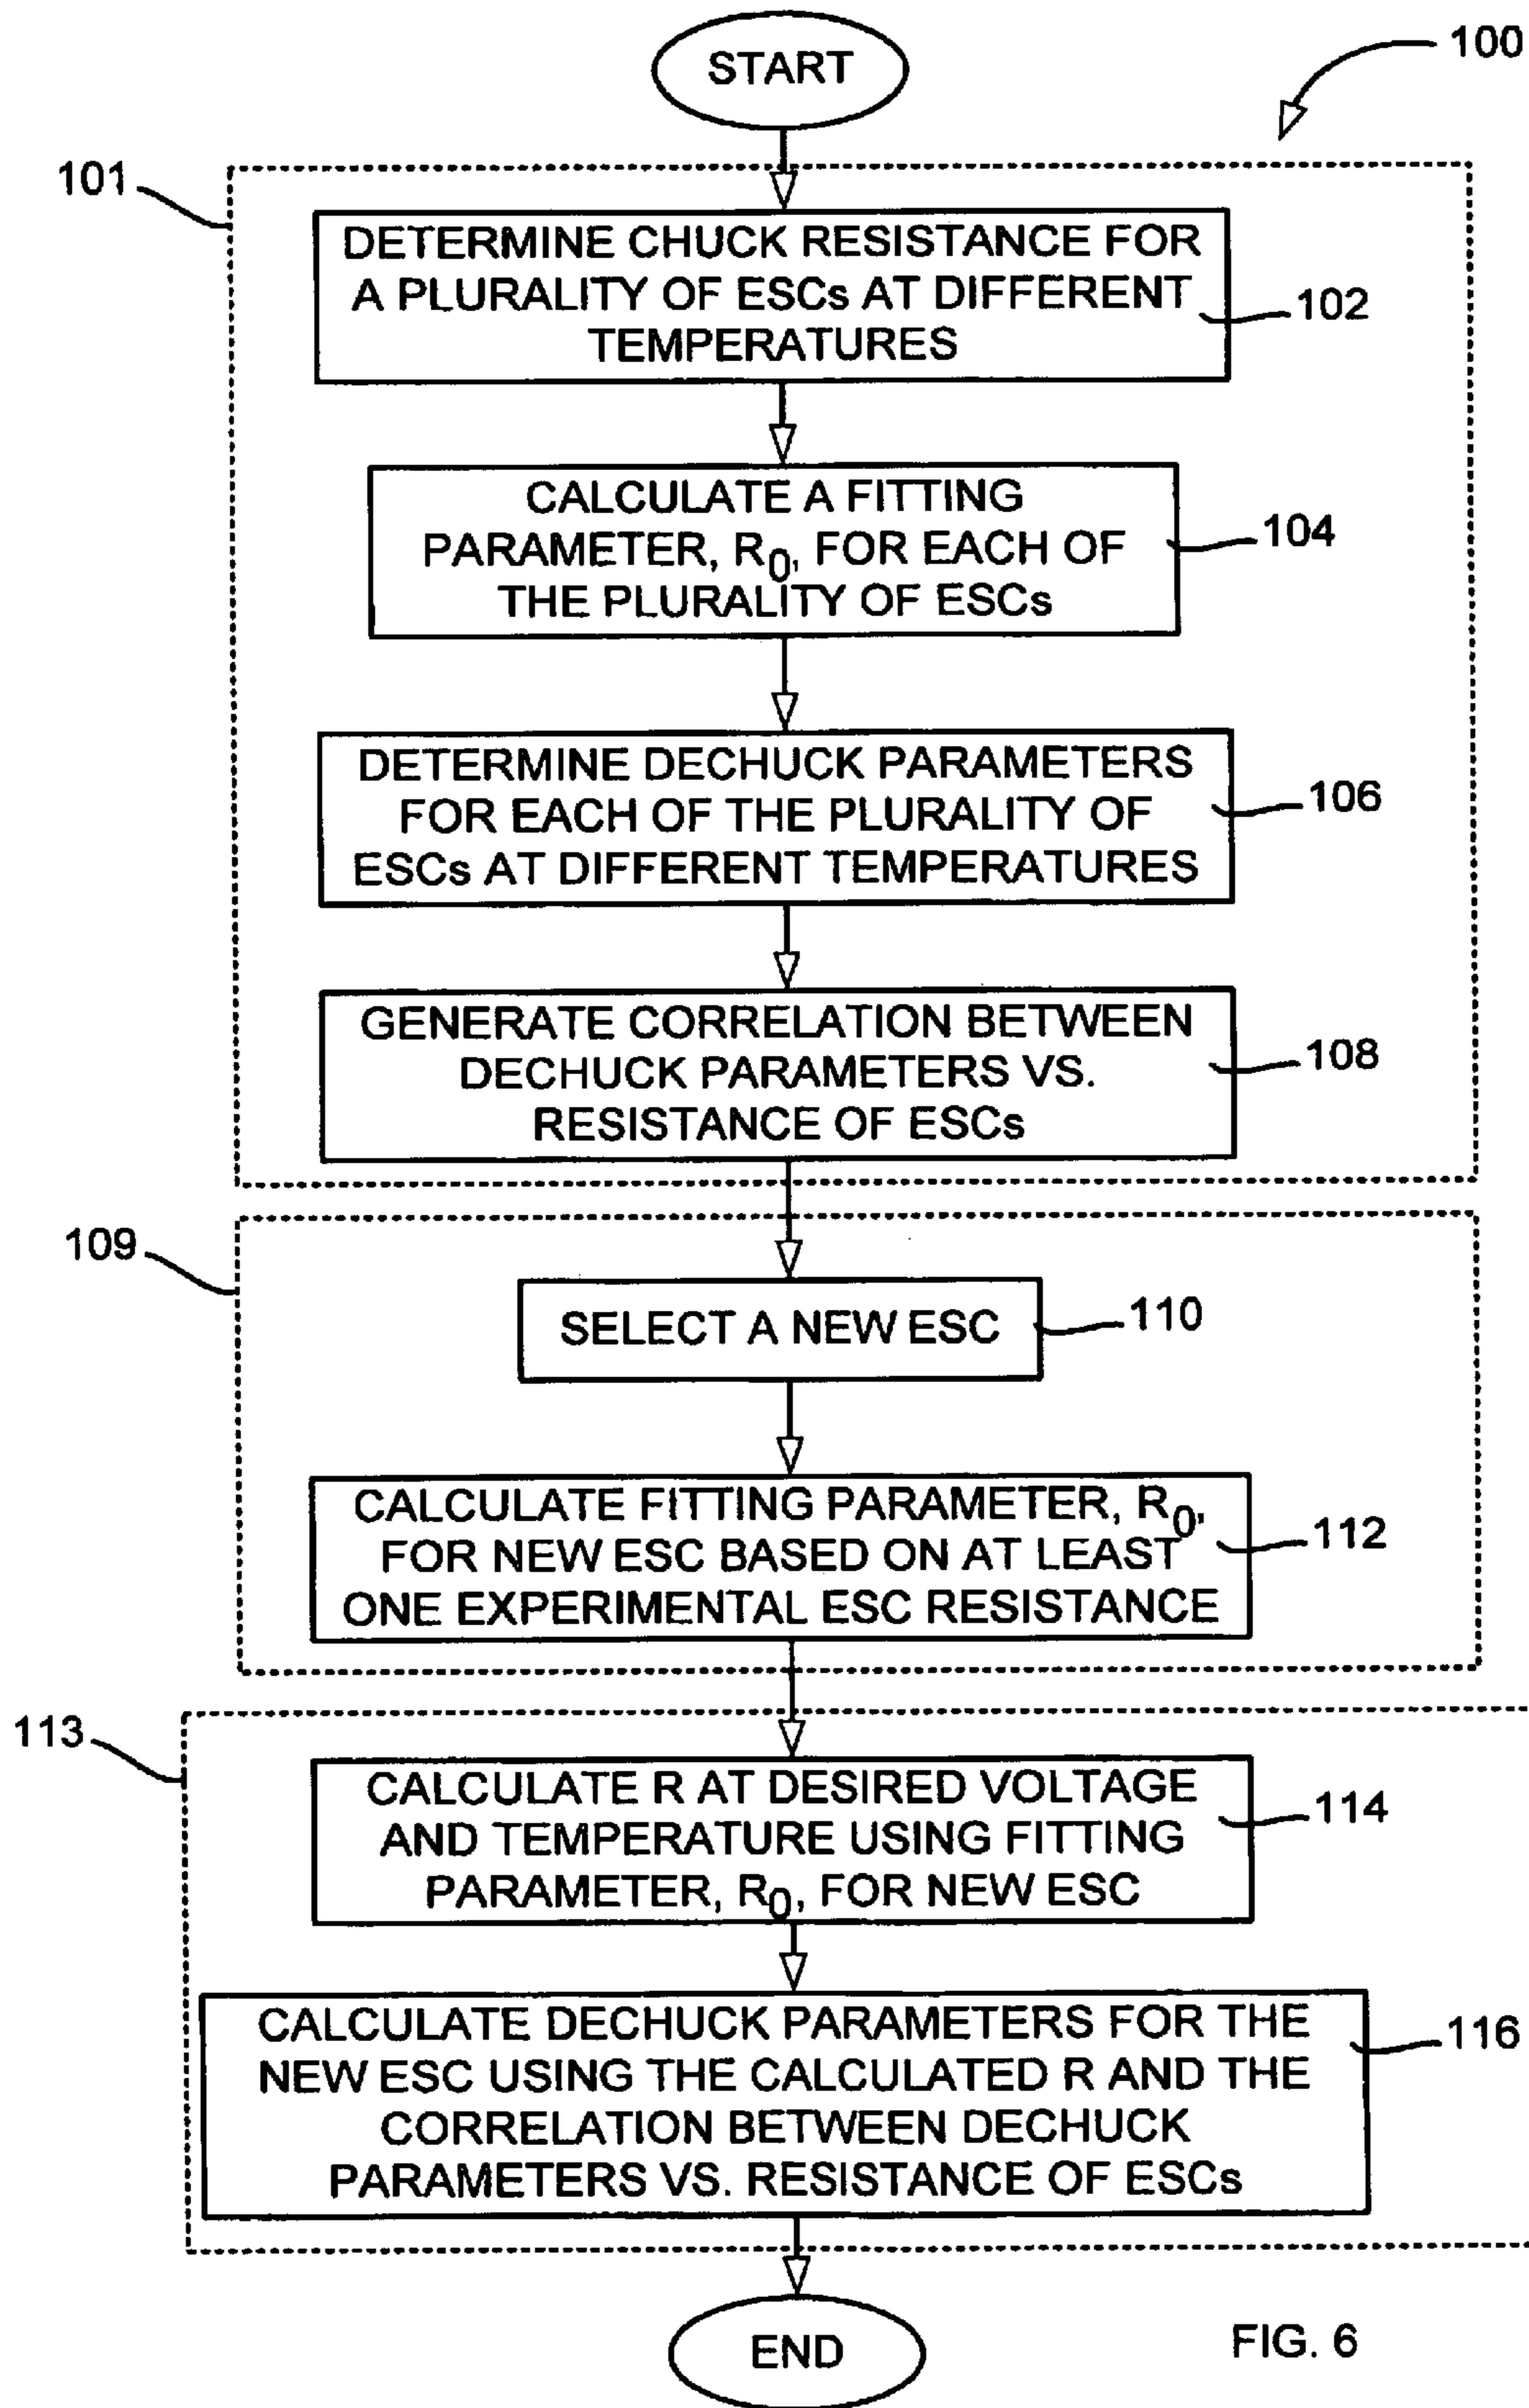 START
100
101
DETERMINE CHUCK RESISTANCE FOR
A PLURALITY OF ESCs AT DIFFERENT
TEMPERATURES
102
CALCULATE A FITTING
PARAMETER, R0, FOR EACH OF
THE PLURALITY OF ESCs
104
DETERMINE DECHUCK PARAMETERS
FOR EACH OF THE PLURALITY OF
ESCs AT DIFFERENT TEMPERATURES
106
GENERATE CORRELATION BETWEEN
DECHUCK PARAMETERS VS.
RESISTANCE OF ESCs
108
109
SELECT A NEW ESC
110
CALCULATE FITTING PARAMETER, R0,
FOR NEW ESC BASED ON AT LEAST
ONE EXPERIMENTAL ESC RESISTANCE
112
113
CALCULATE R AT DESIRED VOLTAGE
AND TEMPERATURE USING FITTING
PARAMETER, R0, FOR NEW ESC
114
CALCULATE DECHUCK PARAMETERS FOR THE
NEW ESC USING THE CALCULATED R AND THE
CORRELATION BETWEEN DECHUCK
PARAMETERS VS. RESISTANCE OF ESCs
116
END
FIG. 6